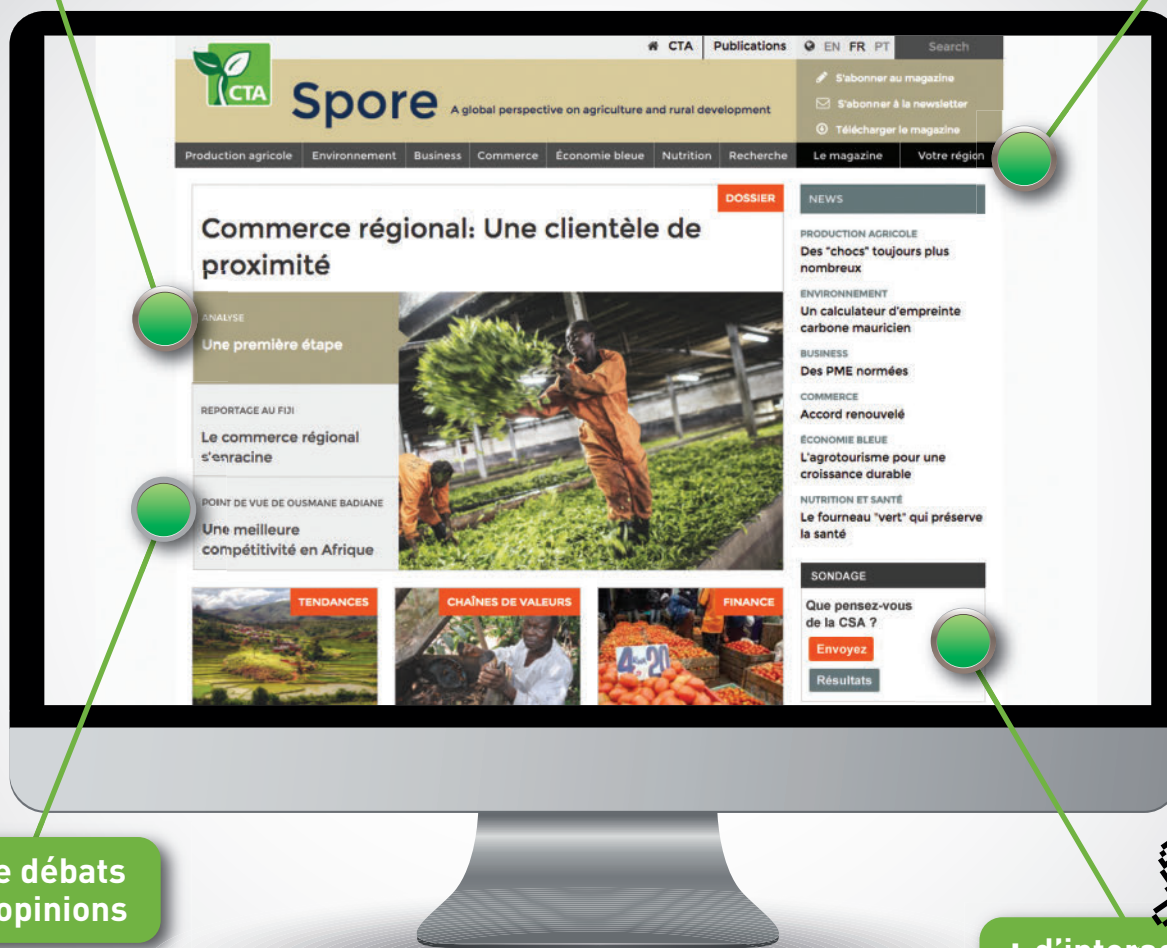 CTA Publications EN FR PT Search
CTA
Spore A global perspective on agriculture and rural development
S'abonner au magazine
S'abonner à la newsletter
Télécharger le magazine
Production agricole Environnement Business Commerce Économie bleue Nutrition Recherche Le magazine Votre région
DOSSIER
Commerce régional: Une clientèle de
proximité
ANALYSE
Une première étape
REPORTAGE AU FIJI
Le commerce régional
s'enracine
POINT DE VUE DE OUSMANE BADIANE
Une meilleure
compétitivité en Afrique
NEWS
PRODUCTION AGRICOLE
Des "chocs" toujours plus
nombreux
ENVIRONNEMENT
Un calculateur d'empreinte
carbone mauricien
BUSINESS
Des PME normées
COMMERCE
Accord renouvelé
ÉCONOMIE BLEUE
L'agrotourisme pour une
croissance durable
NUTRITION ET SANTÉ
Le fourneau "vert" qui préserve
la santé
TENDANCES
CHAÎNES DE VALEURS
FINANCE
SONDAGE
Que pensez-vous
de la CSA ?
Envoyez
Résultats
débats
opinions